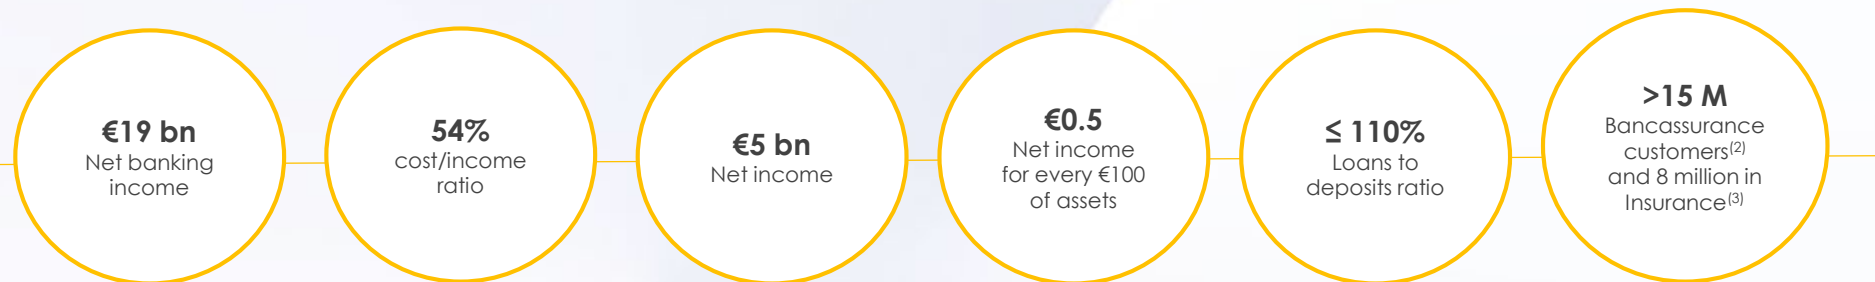 €19 bn
Net banking
income
54%
cost/income
ratio
€5 bn
Net income
€0.5
Net income
for every €100
of assets
≤ 110%
Loans to
deposits ratio
>15 M
Bancassurance
customers(2)
and 8 million in
Insurance(3)